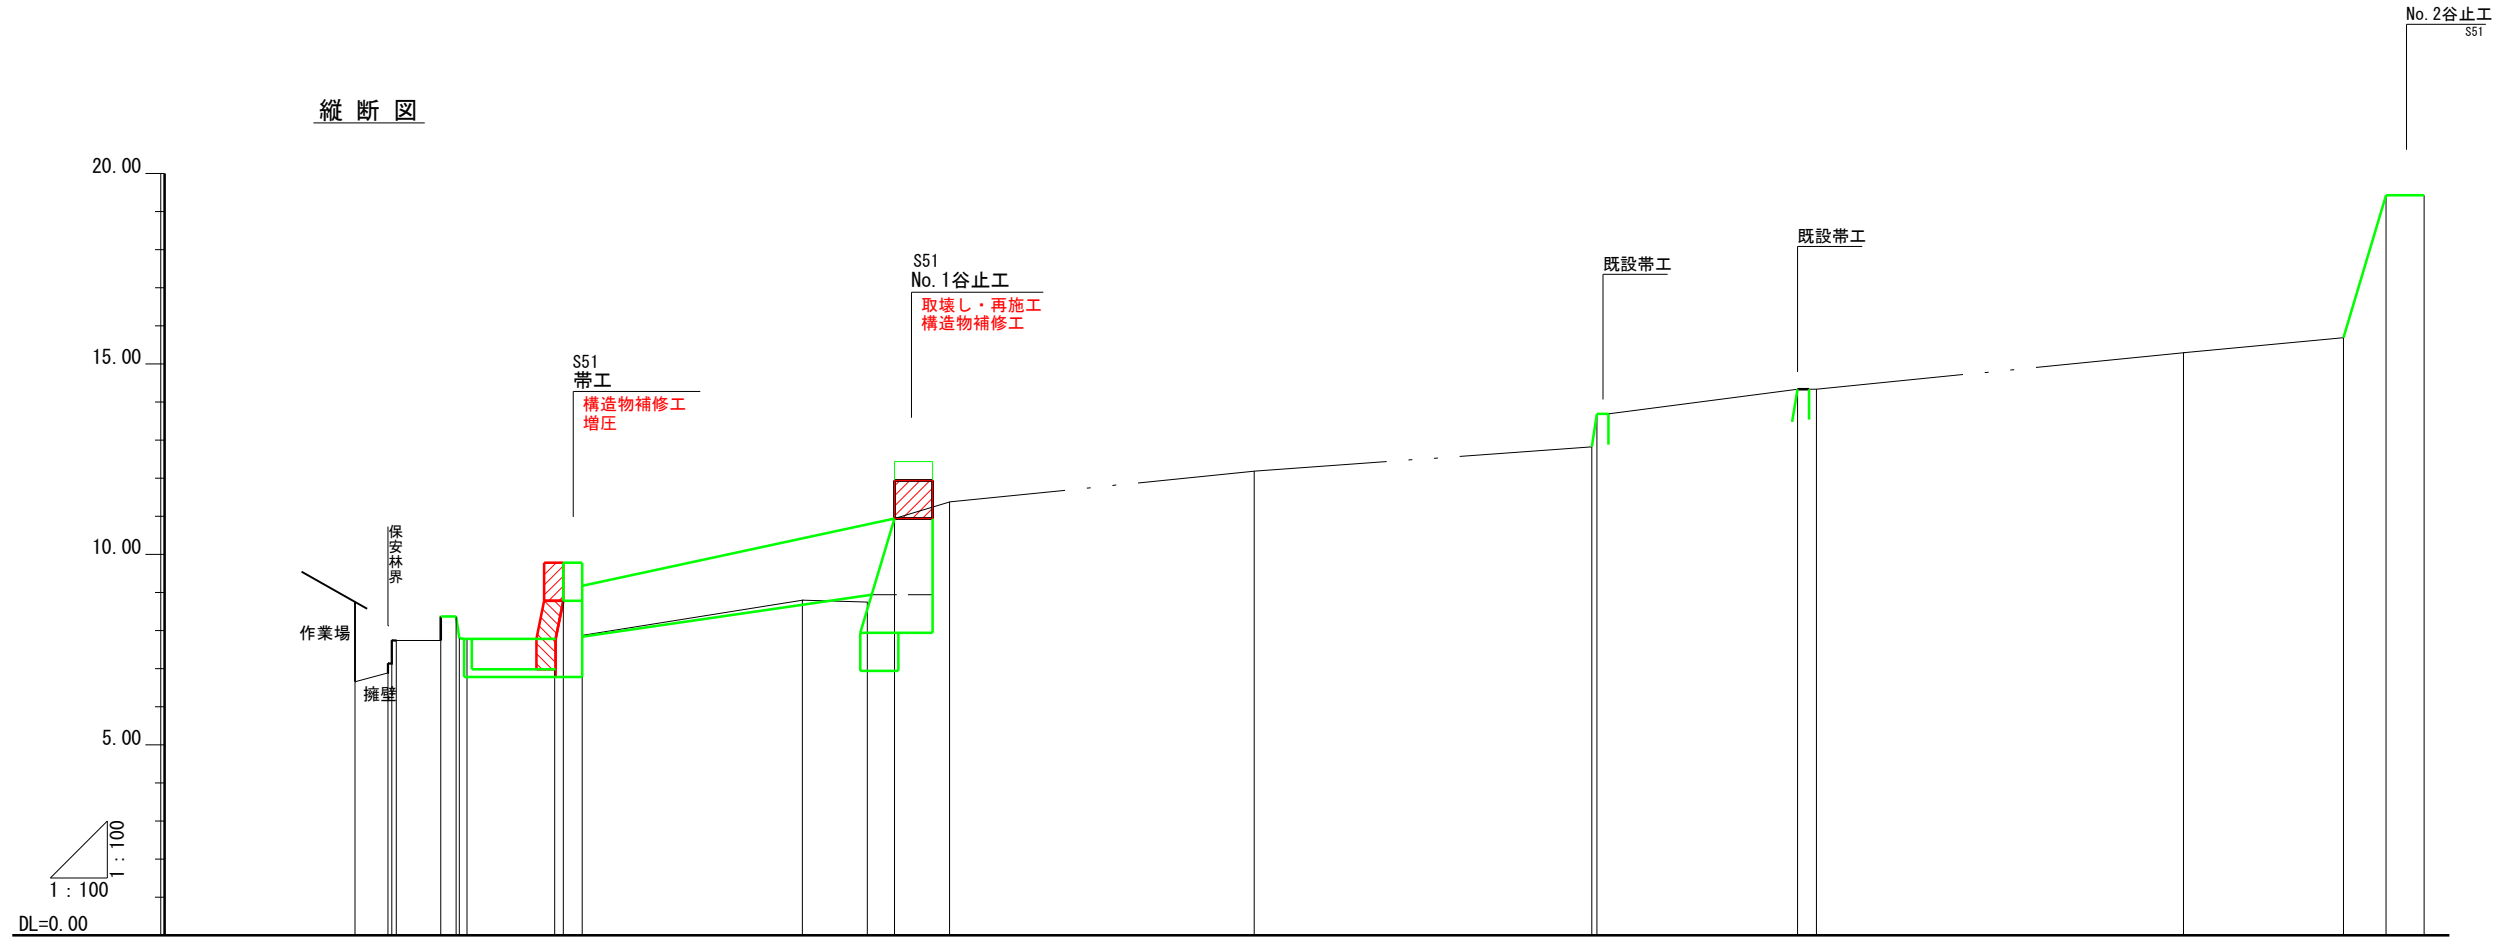 No.2谷止工
S51
縦 断 図
20.00
既設帯工
既設帯工
S51
No.1谷止工
取壊し・再施工
構造物補修工
15.00
S51
帯工
構造物補修工
増圧
10.00
保安林界
作業場
擁壁
5.00
1 : 100
1 : 100
DL=0.00